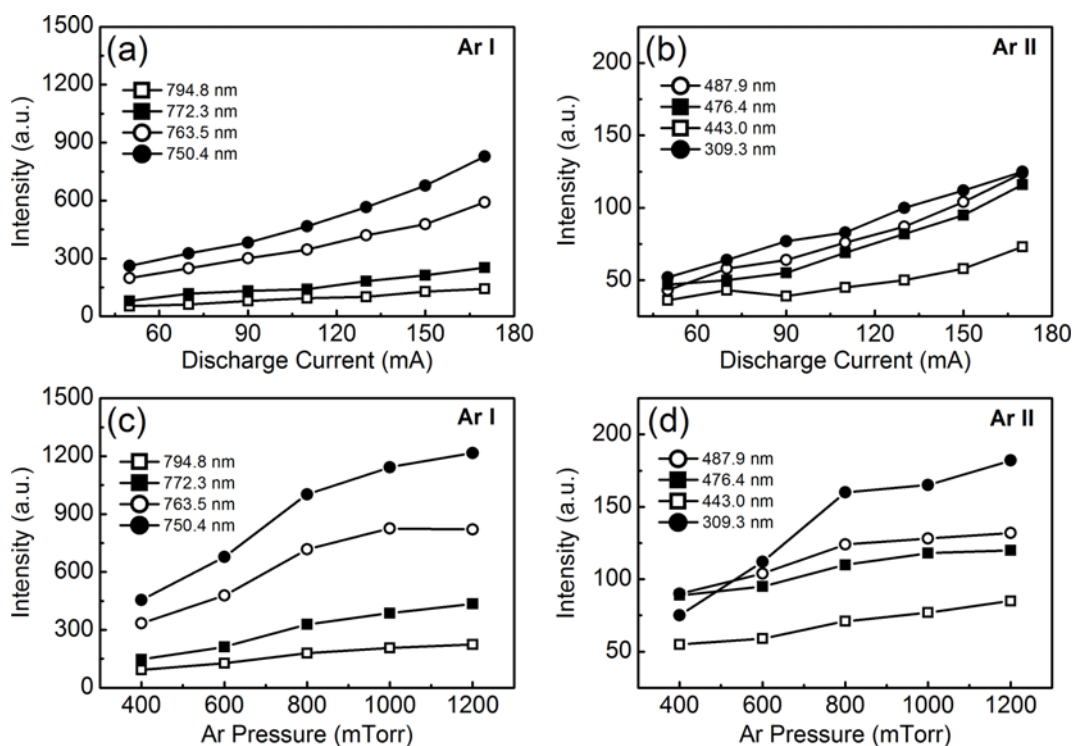 (a)
Ar I
794.8 nm
772.3 nm
763.5 nm
750.4 nm
1500
1200
900
600
300
0
Intensity (a.u.)
60
90
120
150
180
Discharge Current (mA)
(b)
Ar II
487.9 nm
476.4 nm
443.0 nm
309.3 nm
200
150
100
50
Intensity (a.u.)
60
90
120
150
180
Discharge Current (mA)
(c)
Ar I
794.8 nm
772.3 nm
763.5 nm
750.4 nm
1500
1200
900
600
300
0
Intensity (a.u.)
400
600
800
1000
1200
Ar Pressure (mTorr)
(d)
Ar II
487.9 nm
476.4 nm
443.0 nm
309.3 nm
200
150
100
50
Intensity (a.u.)
400
600
800
1000
1200
Ar Pressure (mTorr)